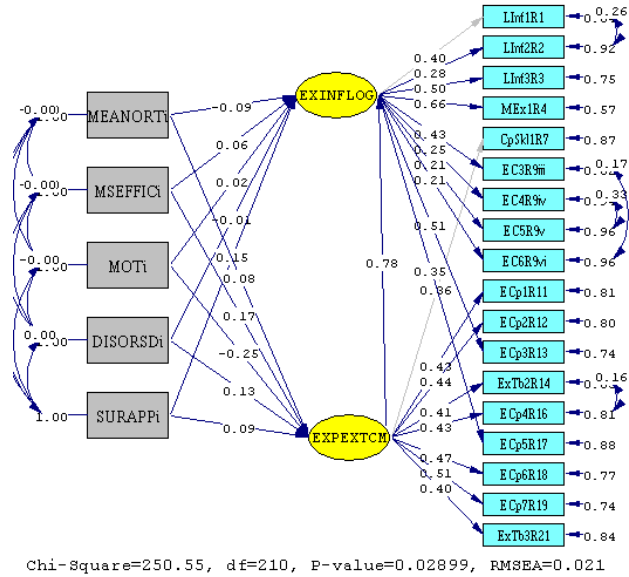 LInf1R1 0.26
0.40 LInf2R2 0.92
-0.00 MEANORTi -0.09 EXINFLOG 0.28 LInf3R3 0.75
0.50
0.66 MEx1R4 0.57
0.06 CpSkl1R7 0.87
-0.00 MSEFFICi 0.43 EC3R9iii 0.17
0.02 0.25 EC4R9iv 0.33
0.21
-0.01 0.21 EC5R9v 0.96
-0.00 MOTi 0.15 0.78 0.51 EC6R9vi 0.96
0.08 0.35 ECp1R11 0.81
0.36
0.17 ECp2R12 0.80
0.00 DISORSDi -0.25 0.43 ECp3R13 0.74
0.44 ExTb2R14 0.16
0.13 0.41 ECp4R16 0.81
1.00 SURAPPi 0.09 EXPEXTCM 0.43 ECp5R17 0.88
0.47 ECp6R18 0.77
0.51 ECp7R19 0.74
0.40 ExTb3R21 0.84
Chi-Square=250.55, df=210, P-value=0.02899, RMSEA=0.021